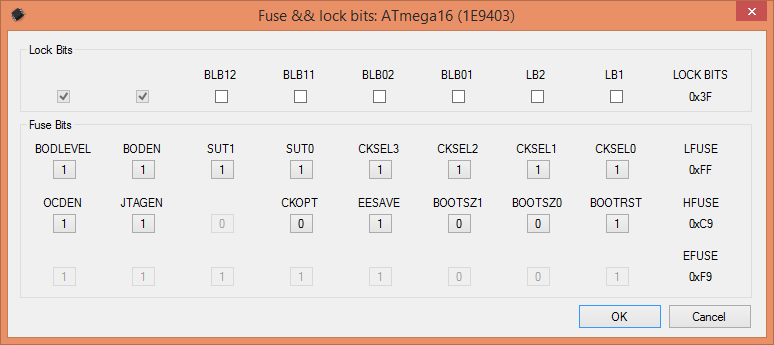 Fuse && lock bits: ATmega16 (1E9403)
Lock Bits
BLB12 BLB11 BLB02 BLB01 LB2 LB1 LOCK BITS
0x3F
Fuse Bits
BODLEVEL BODEN SUT1 SUT0 CKSEL3 CKSEL2 CKSEL1 CKSEL0 LFUSE
1 1 1 1 1 1 1 1 0xFF
OCDEN JTAGEN CKOPT EESAVE BOOTSZ1 BOOTSZ0 BOOTRST HFUSE
1 1 0 0 1 0 0 1 0xC9
EFUSE
1 1 1 1 1 0 0 1 0xF9
OK Cancel